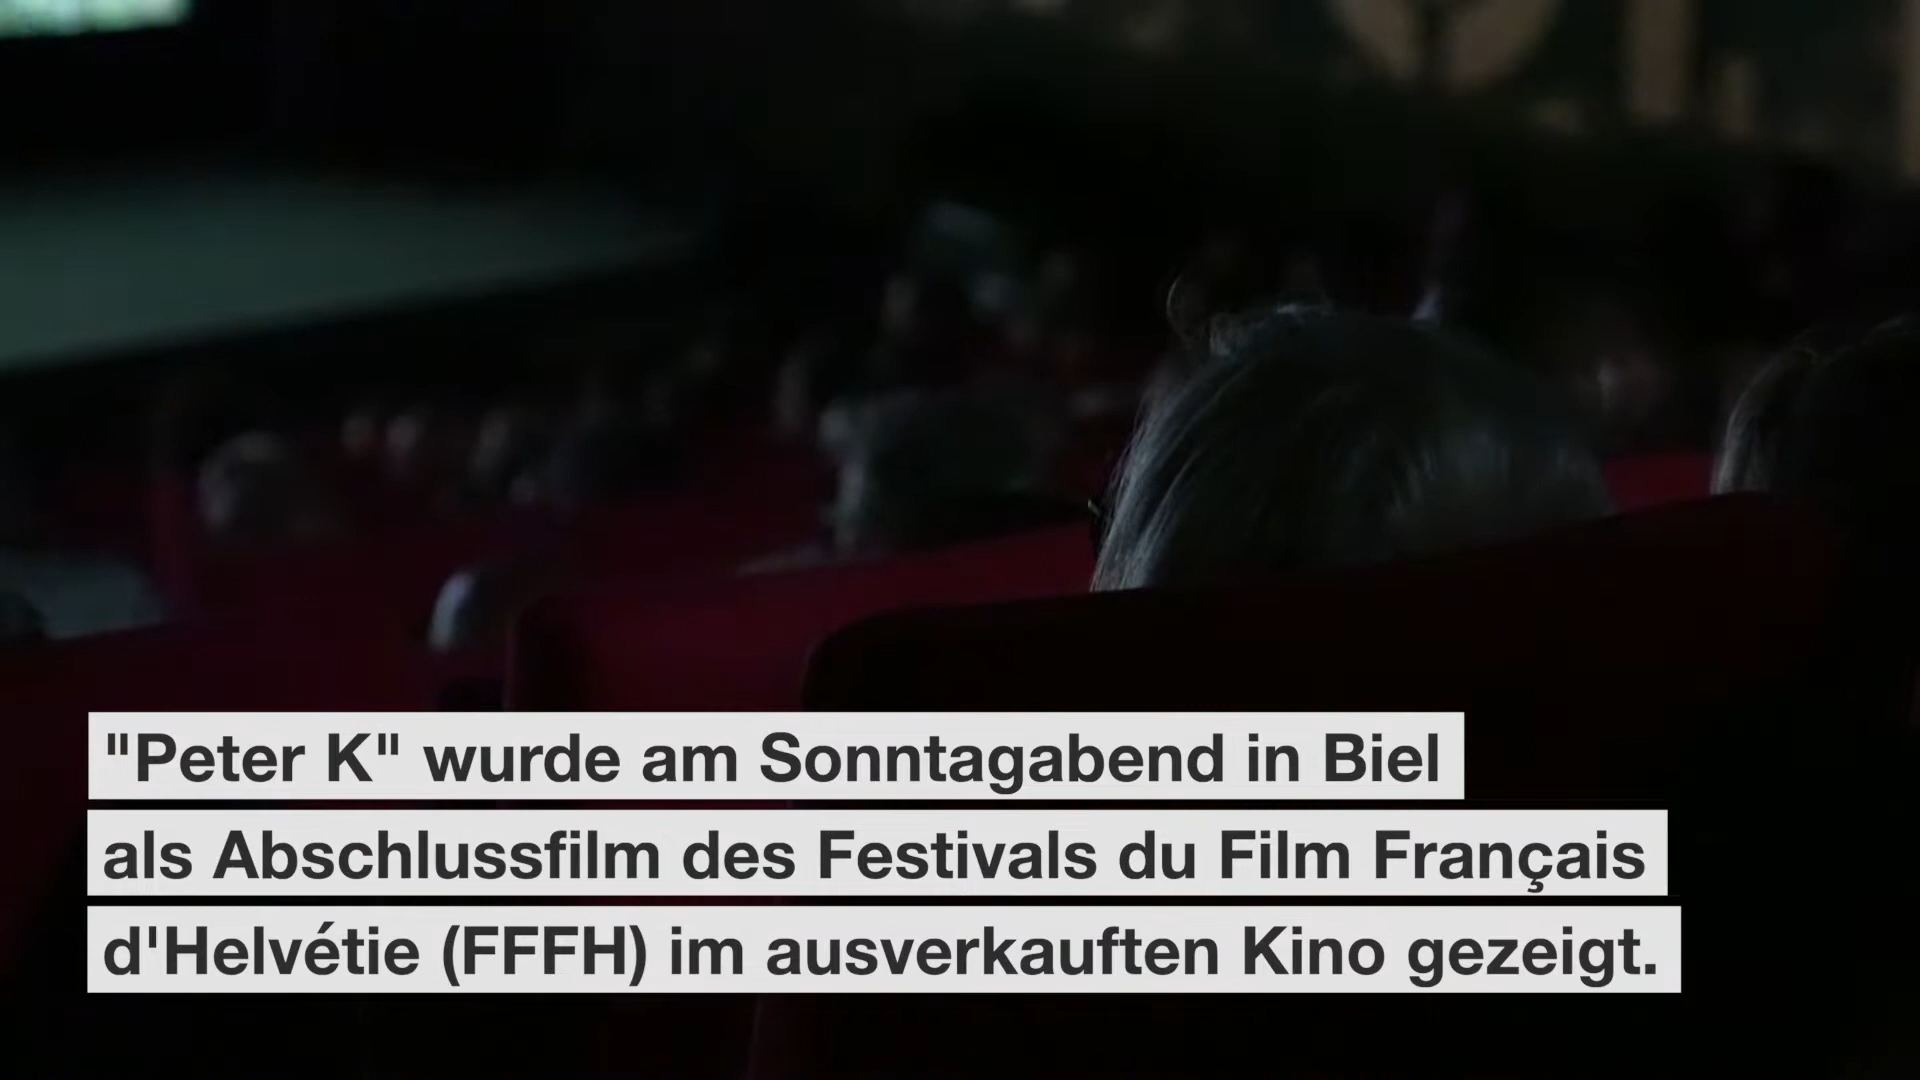 "Peter K" wurde am Sonntagabend in Biel
als Abschlussfilm des Festivals du Film Français
d'Helvétie (FFFH) im ausverkauften Kino gezeigt.